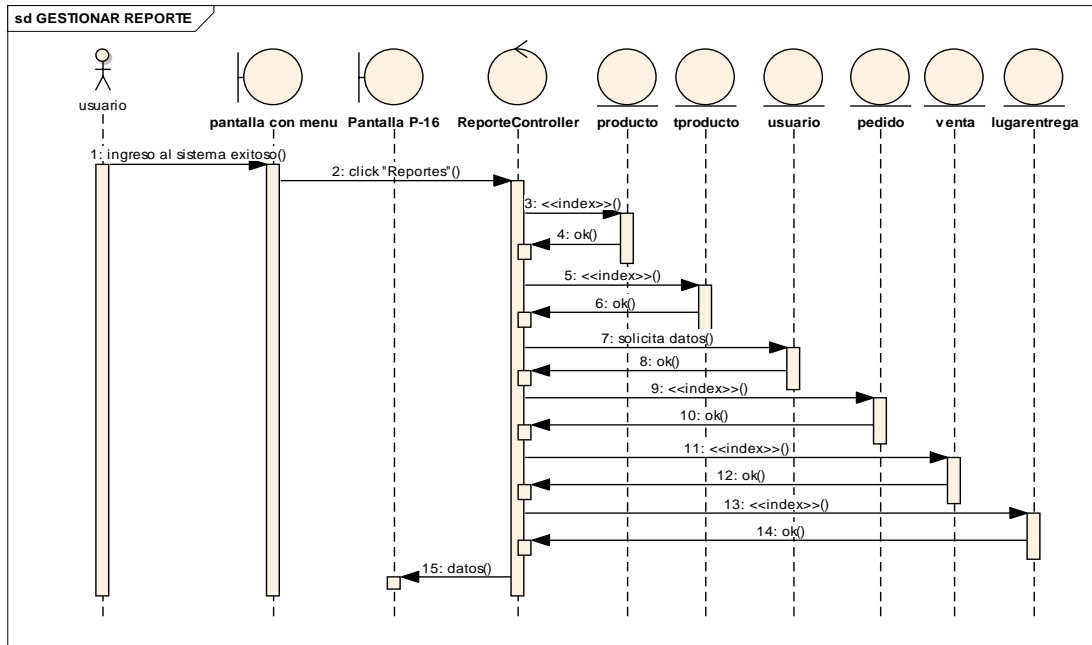 sd GESTIONAR REPORTE
usuario
pantalla con menu
Pantalla P-16
ReporteController
producto
tproducto
usuario
pedido
venta
lugarentrega
1: ingreso al sistema exitoso()
2: click "Reportes"()
3: <<index>>()
4: ok()
5: <<index>>()
6: ok()
7: solicita datos()
8: ok()
9: <<index>>()
10: ok()
11: <<index>>()
12: ok()
13: <<index>>()
14: ok()
15: datos()